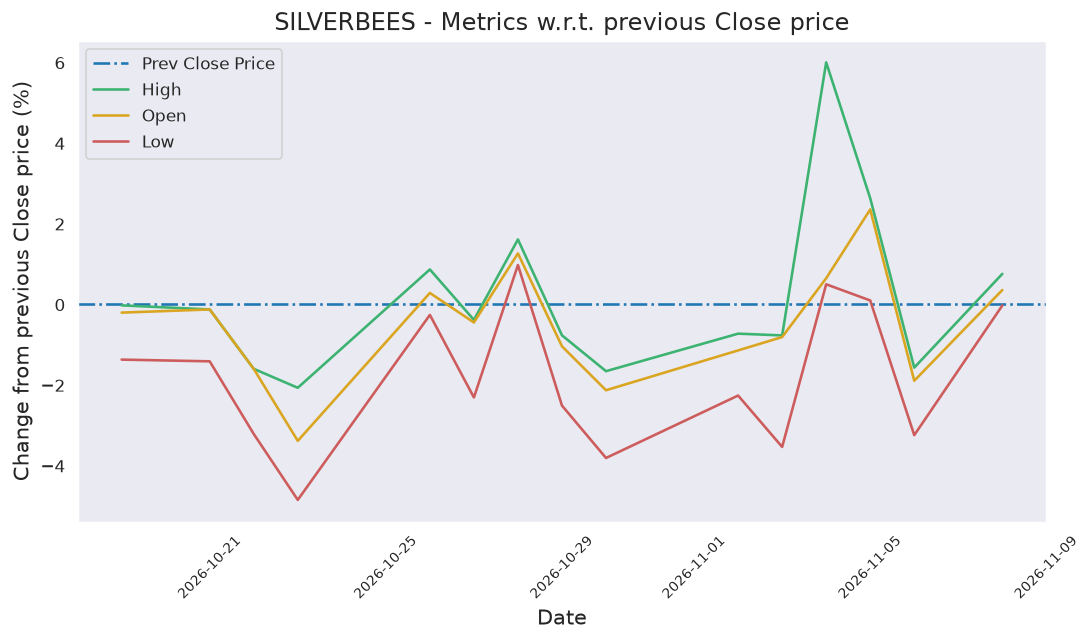 SILVERBEES - Metrics w.r.t. previous Close price
Change from previous Close price (%)
6
4
2
0
−2
−4
Prev Close Price
High
Open
Low
2026-10-21
2026-10-25
2026-10-29
2026-11-01
2026-11-05
2026-11-09
Date